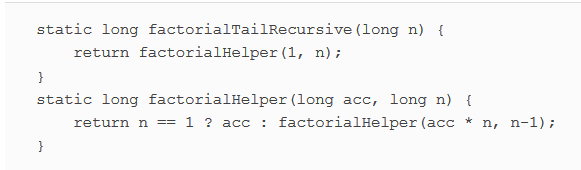 static long factorialTailRecursive(long n) {
    return factorialHelper(1, n);
}
static long factorialHelper(long acc, long n) {
    return n == 1 ? acc : factorialHelper(acc * n, n-1);
}